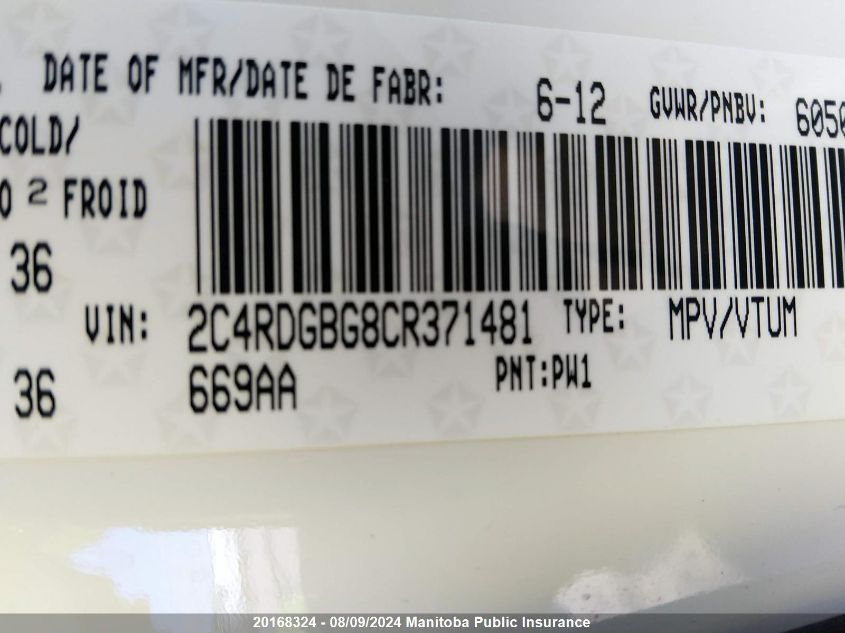 DATE OF MFR/DATE DE FABR: 6-12 GVWR/PNBV: 6050
COLD/
O 2 FROID
36
VIN: 2C4RDGBG8CR371481 TYPE: MPV/VTUM
36 669AA PNT:PW1
20168324 - 08/09/2024 Manitoba Public Insurance